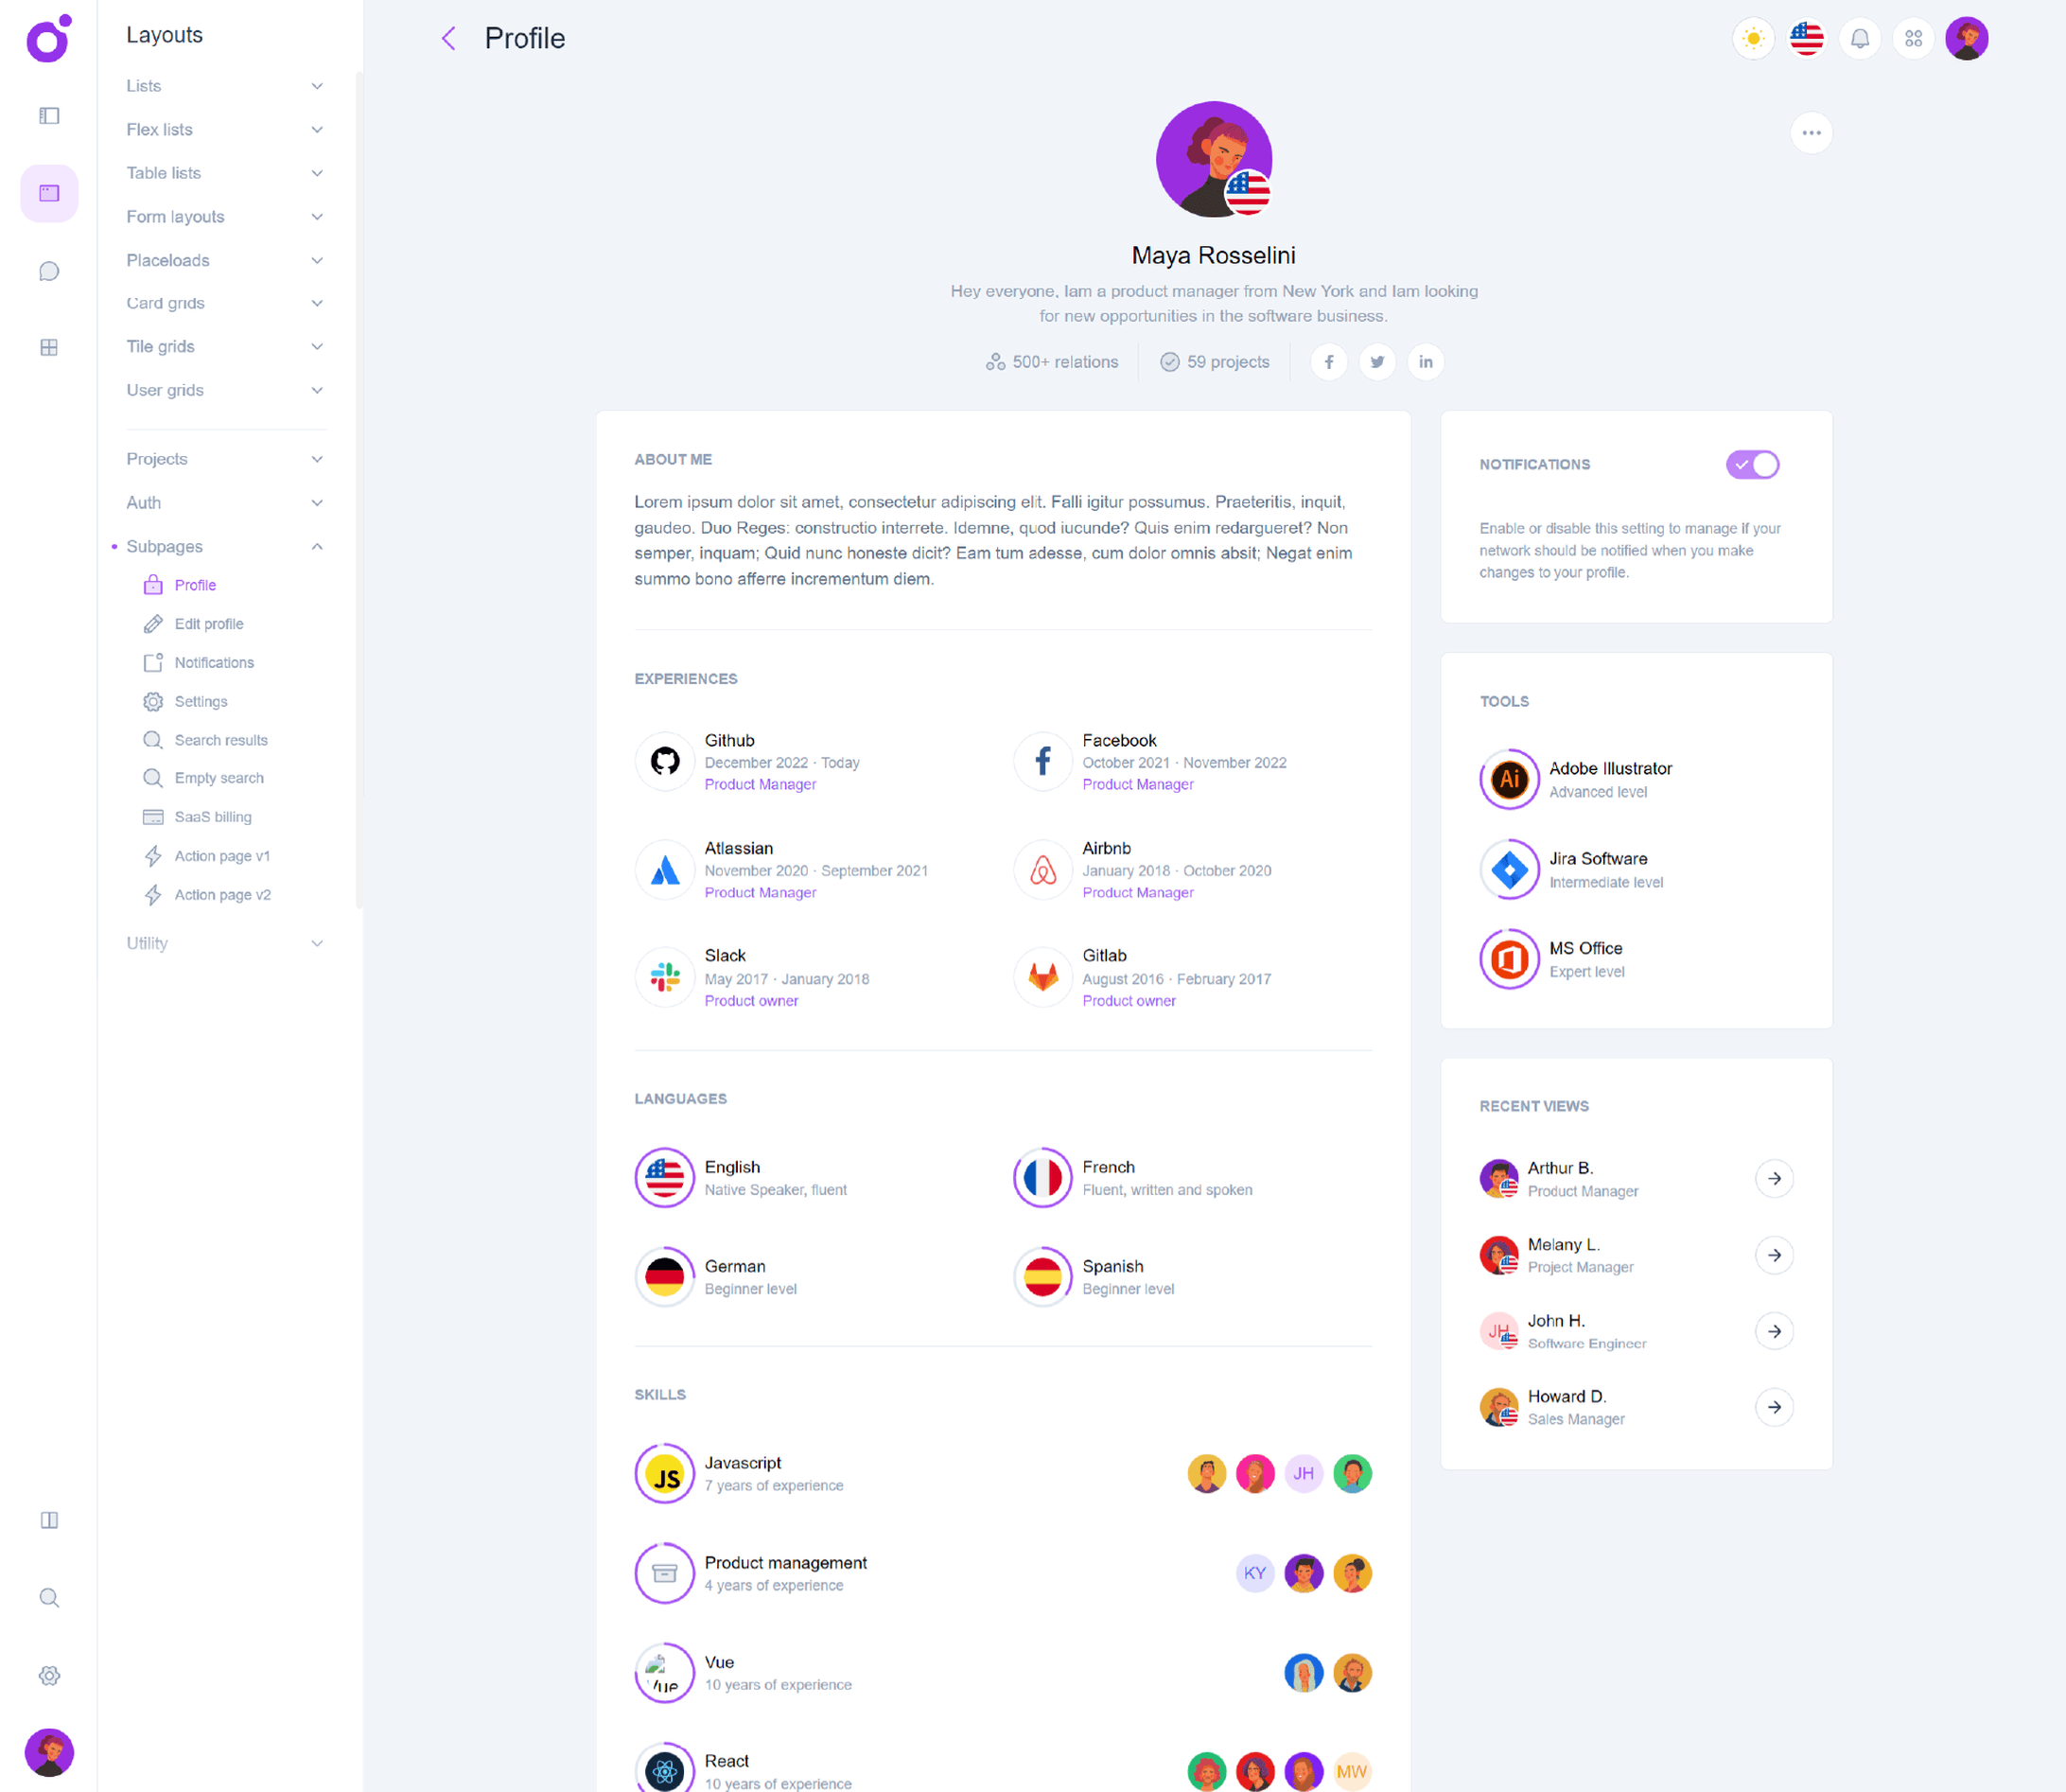 Layouts
Lists
Flex lists
Table lists
Form layouts
Placeloads
Card grids
Tile grids
User grids
Projects
Auth
Subpages
Profile
Edit profile
Notifications
Settings
Search results
Empty search
SaaS billing
Action page v1
Action page v2
Utility
Profile
Maya Rosselini
Hey everyone, Iam a product manager from New York and Iam looking
for new opportunities in the software business.
500+ relations
59 projects
ABOUT ME
Lorem ipsum dolor sit amet, consectetur adipiscing elit. Falli igitur possumus. Praeteritis, inquit,
gaudeo. Duo Reges: constructio interrete. Idemne, quod iucunde? Quis enim redargueret? Non
semper, inquam; Quid nunc honeste dicit? Eam tum adesse, cum dolor omnis absit; Negat enim
summo bono afferre incrementum diem.
EXPERIENCES
Github
December 2022 · Today
Product Manager
Facebook
October 2021 · November 2022
Product Manager
Atlassian
November 2020 · September 2021
Product Manager
Airbnb
January 2018 · October 2020
Product Manager
Slack
May 2017 · January 2018
Product owner
Gitlab
August 2016 · February 2017
Product owner
LANGUAGES
English
Native Speaker, fluent
French
Fluent, written and spoken
German
Beginner level
Spanish
Beginner level
SKILLS
JS
Javascript
7 years of experience
JH
Product management
4 years of experience
KY
Vue
Vue
10 years of experience
React
10 years of experience
MW
NOTIFICATIONS
Enable or disable this setting to manage if your
network should be notified when you make
changes to your profile.
TOOLS
Ai
Adobe Illustrator
Advanced level
Jira Software
Intermediate level
MS Office
Expert level
RECENT VIEWS
Arthur B.
Product Manager
Melany L.
Project Manager
JH
John H.
Software Engineer
Howard D.
Sales Manager